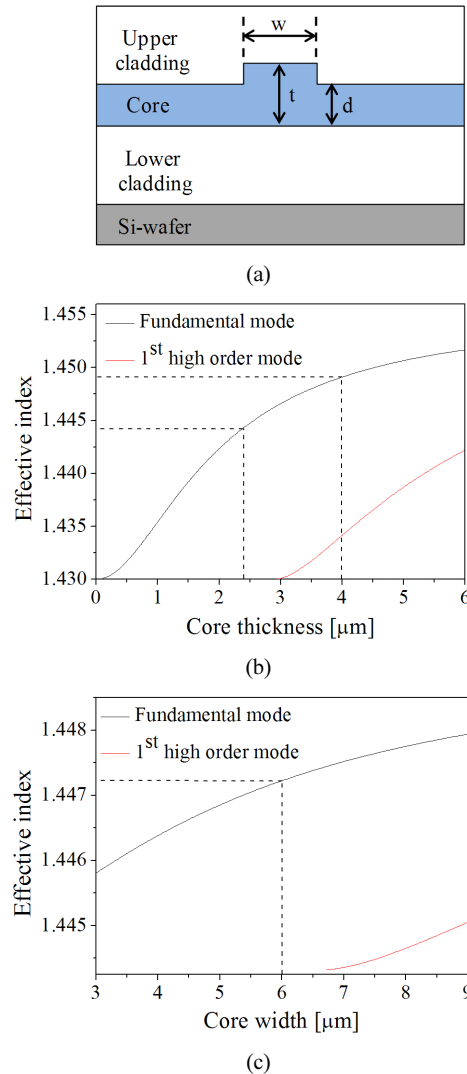 Upper
cladding
w
t
d
Core
Lower
cladding
Si-wafer
(a)
Fundamental mode
1st high order mode
Effective index
1.455
1.450
1.445
1.440
1.435
1.430
0 1 2 3 4 5 6
Core thickness [μm]
(b)
Fundamental mode
1st high order mode
Effective index
1.448
1.447
1.446
1.445
3 4 5 6 7 8 9
Core width [μm]
(c)